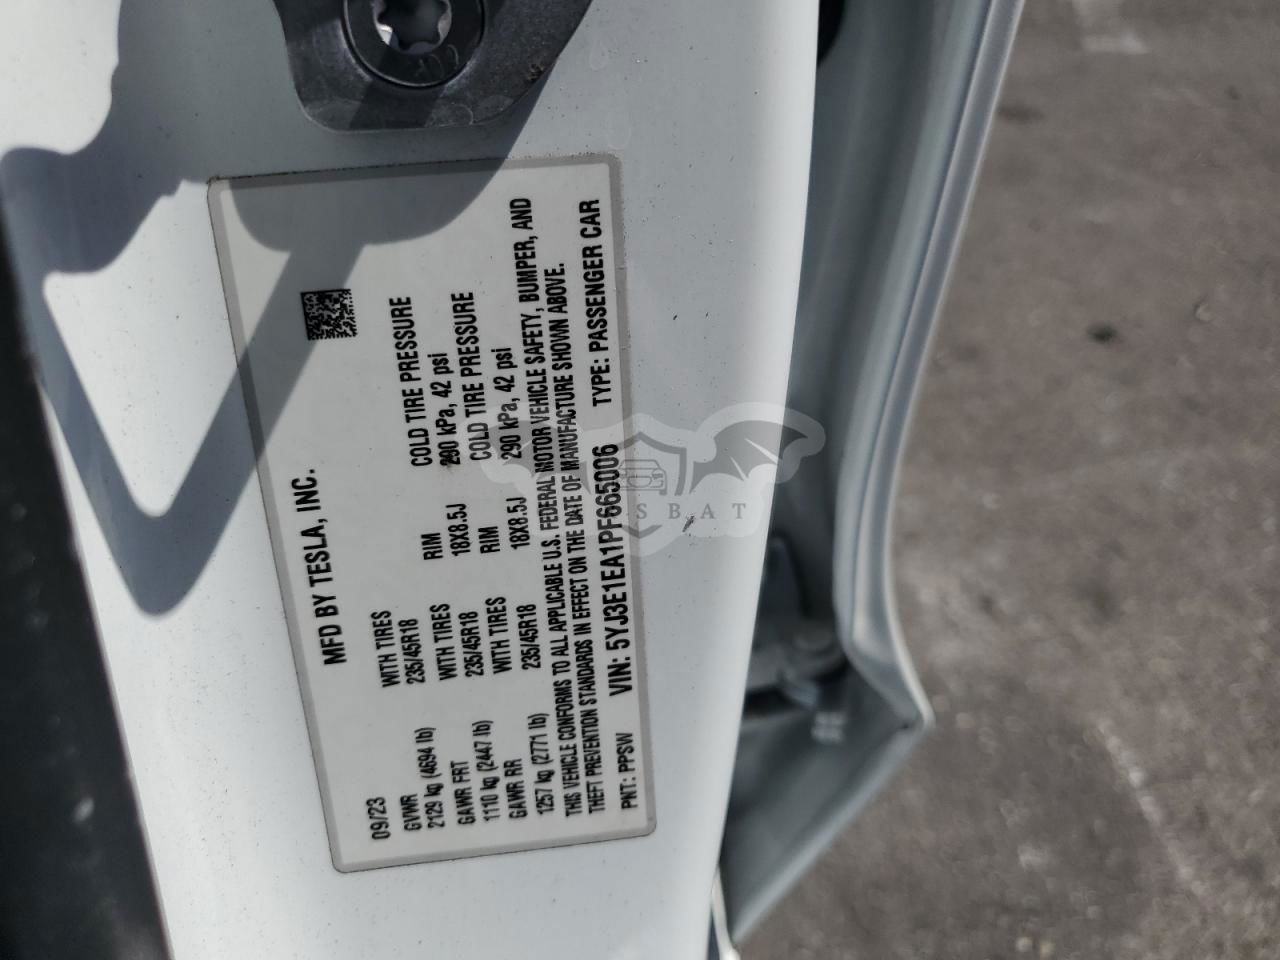 MFD BY TESLA, INC.
09/23
GVWR WITH TIRES RIM COLD TIRE PRESSURE
2129 kg (4694 lb) 235/45R18 18X8.5J 290 kPa, 42 psi
GAWR FRT WITH TIRES RIM COLD TIRE PRESSURE
1110 kg (2447 lb) 235/45R18 18X8.5J 290 kPa, 42 psi
GAWR RR WITH TIRES
1257 kg (2771 lb) 235/45R18
THIS VEHICLE CONFORMS TO ALL APPLICABLE U.S. FEDERAL MOTOR VEHICLE SAFETY, BUMPER, AND
THEFT PREVENTION STANDARDS IN EFFECT ON THE DATE OF MANUFACTURE SHOWN ABOVE.
PNT: PPSW VIN: 5YJ3E1EA1PF665006 TYPE: PASSENGER CAR